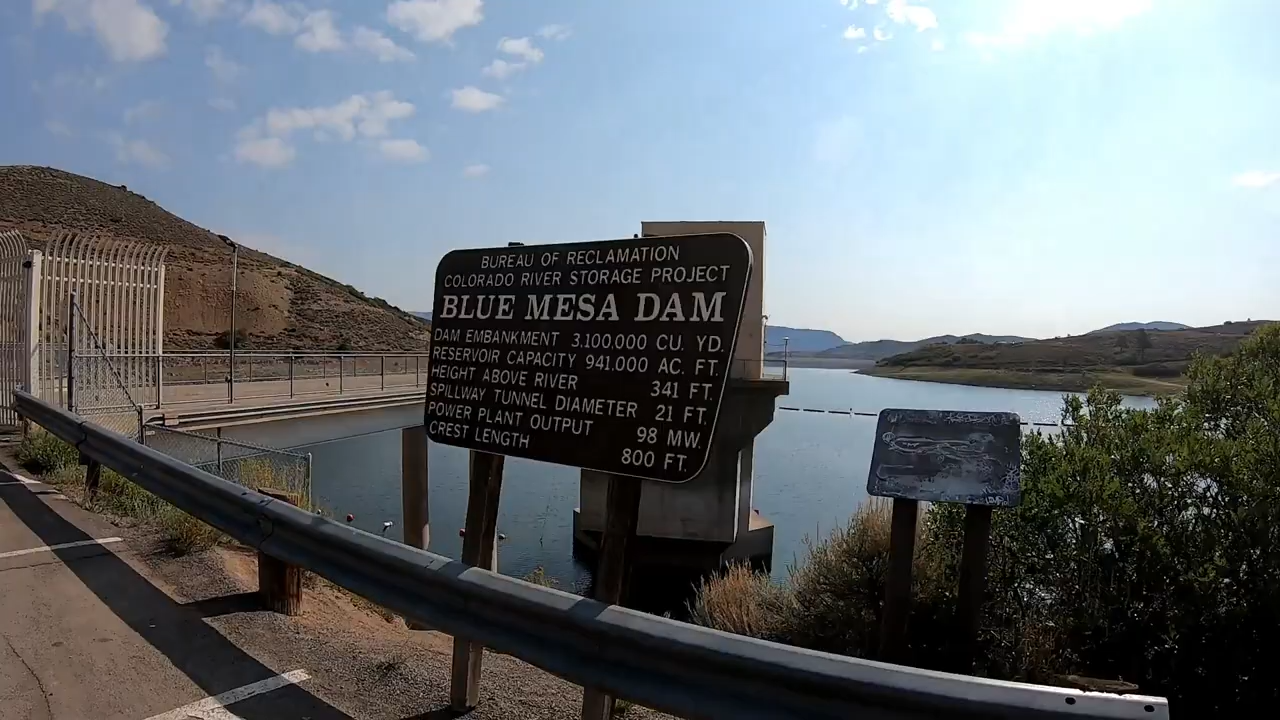 BUREAU OF RECLAMATION
COLORADO RIVER STORAGE PROJECT
BLUE MESA DAM
DAM EMBANKMENT 3.100.000 CU. YD.
RESERVOIR CAPACITY 941.000 AC. FT.
HEIGHT ABOVE RIVER 341 FT.
SPILLWAY TUNNEL DIAMETER 21 FT.
POWER PLANT OUTPUT 98 MW.
CREST LENGTH 800 FT.